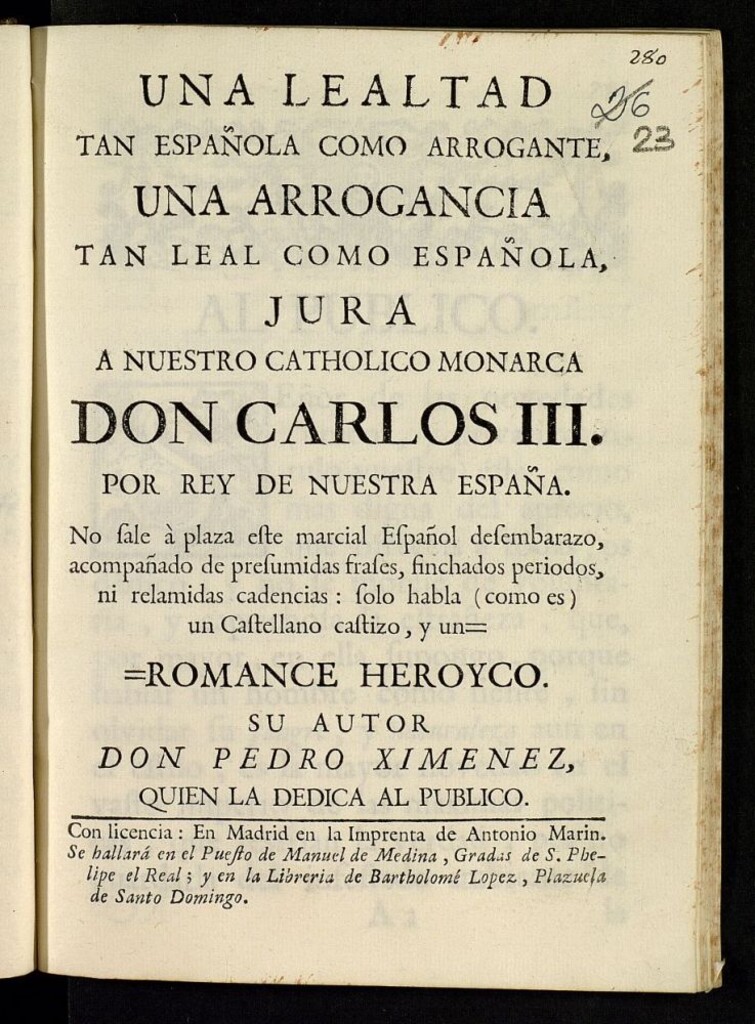 280
26
23
UNA LEALTAD
TAN ESPAÑOLA COMO ARROGANTE,
UNA ARROGANCIA
TAN LEAL COMO ESPAÑOLA,
JURA
A NUESTRO CATHOLICO MONARCA
DON CARLOS III.
POR REY DE NUESTRA ESPAÑA.
No ſale à plaza eſte marcial Eſpañol deſembarazo,
acompañado de preſumidas fraſes, finchados periodos,
ni relamidas cadencias : ſolo habla ( como es )
un Caſtellano caſtizo, y un=
=ROMANCE HEROYCO.
SU AUTOR
DON PEDRO XIMENEZ,
QUIEN LA DEDICA AL PUBLICO.
Con licencia : En Madrid en la Imprenta de Antonio Marin.
Se hallará en el Pueſto de Manuel de Medina, Gradas de S. Phe-
lipe el Real ; y en la Libreria de Bartholomé Lopez, Plazuela
de Santo Domingo.